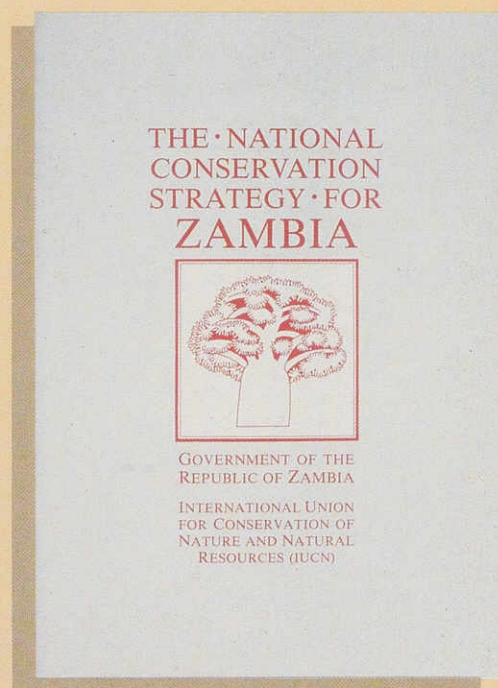 THE · NATIONAL
CONSERVATION
STRATEGY · FOR
ZAMBIA
GOVERNMENT OF THE
REPUBLIC OF ZAMBIA
INTERNATIONAL UNION
FOR CONSERVATION OF
NATURE AND NATURAL
RESOURCES (IUCN)